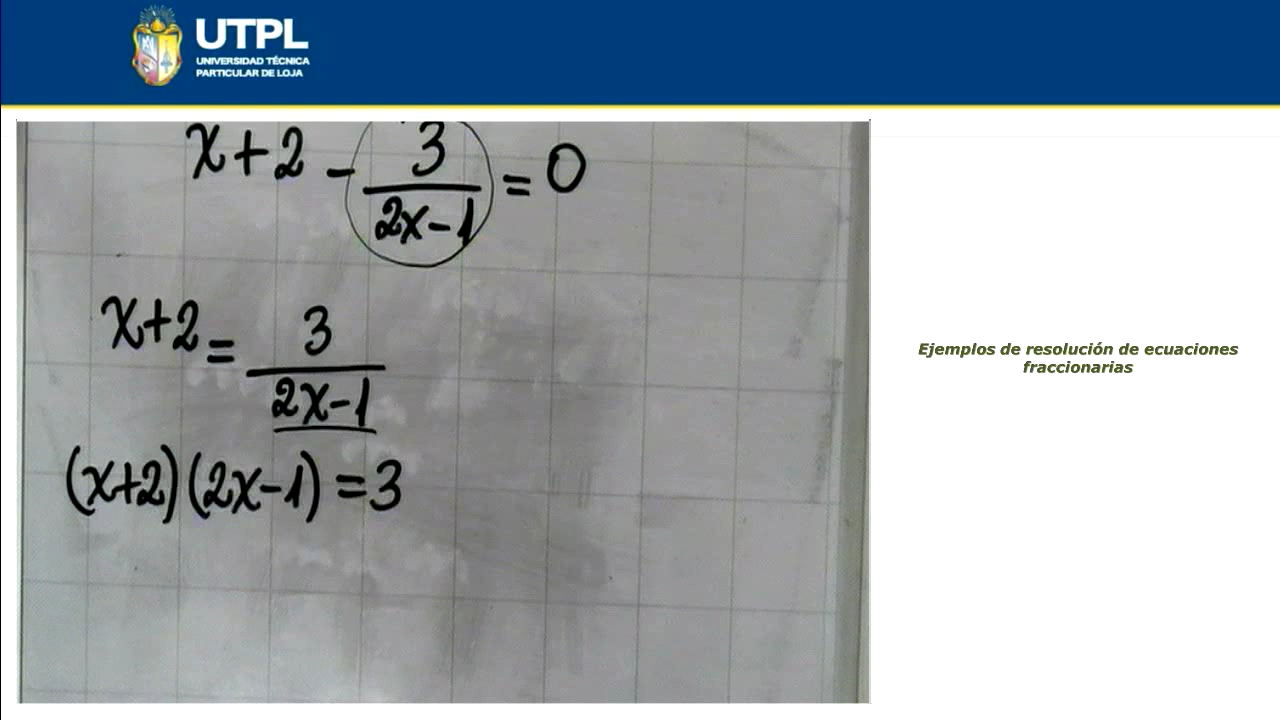 UTPL
UNIVERSIDAD TÉCNICA
PARTICULAR DE LOJA
x+2 - 3/(2x-1) = 0
x+2 = 3/(2x-1)
(x+2)(2x-1) = 3
Ejemplos de resolución de ecuaciones
fraccionarias